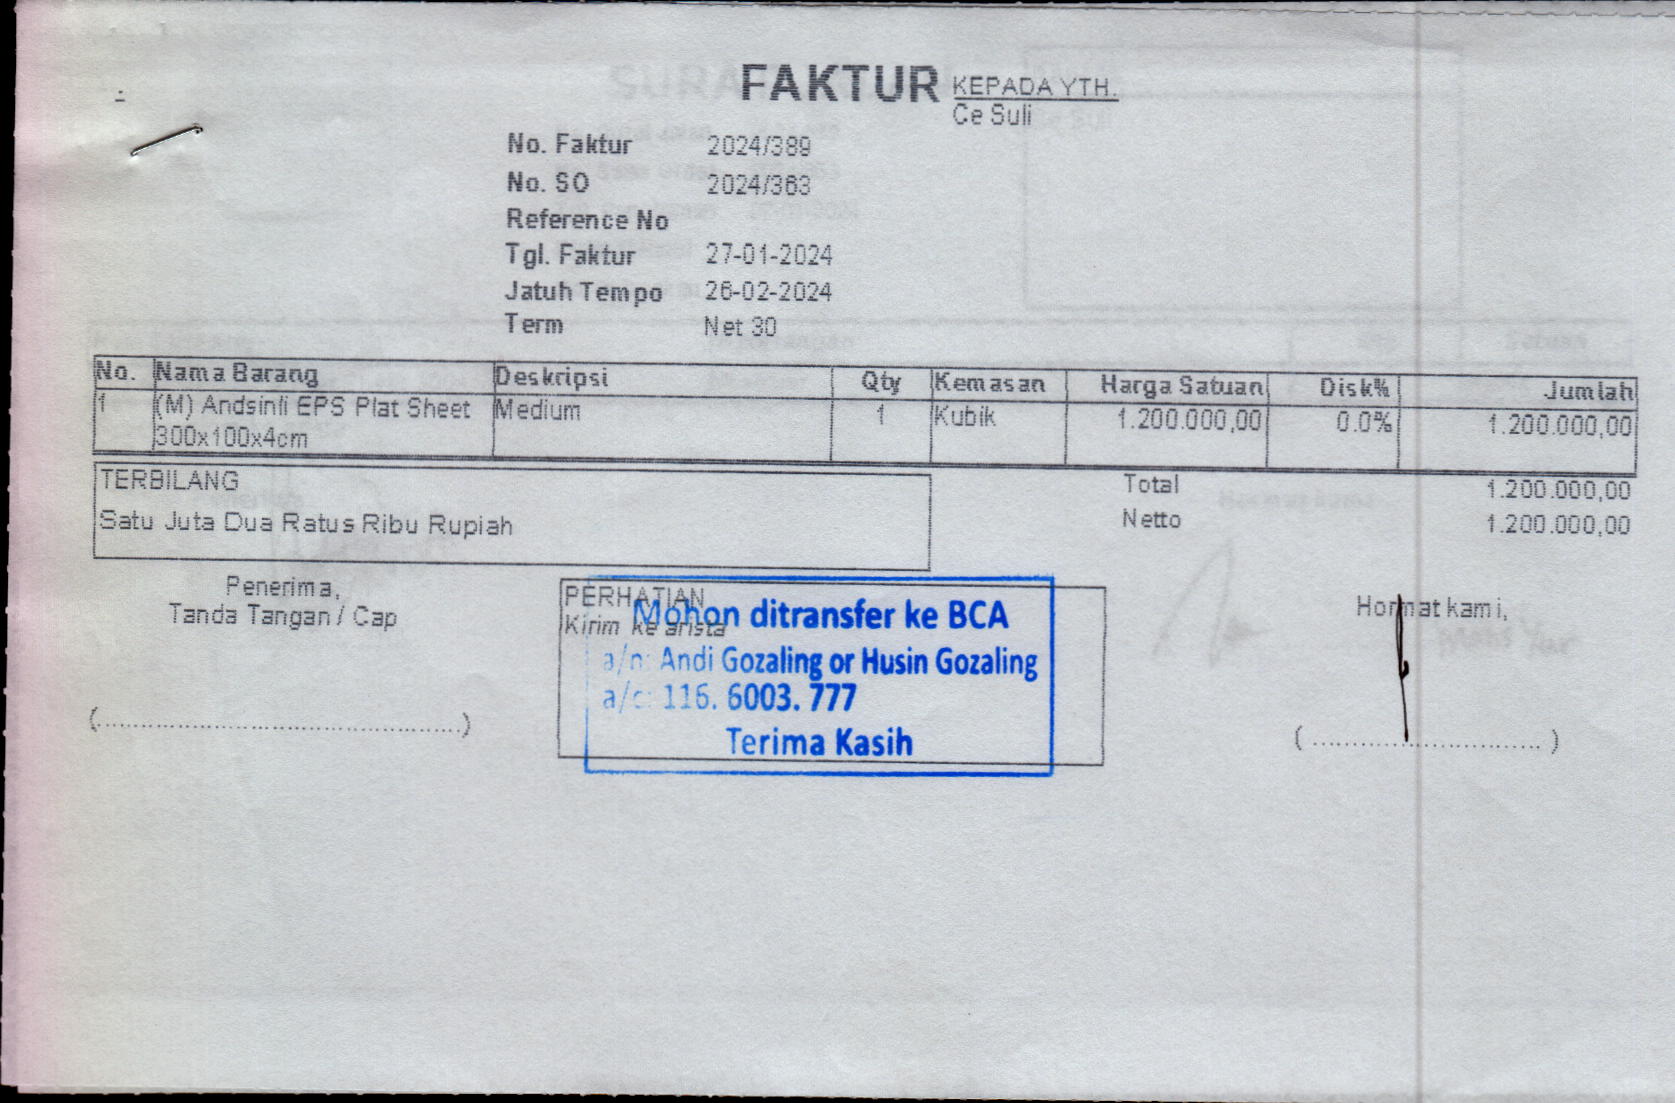 FAKTUR
KEPADA YTH.
Ce Suli
No. Faktur 2024/389
No. SO 2024/363
Reference No
Tgl. Faktur 27-01-2024
Jatuh Tempo 26-02-2024
Term Net 30
No. Nama Barang Deskripsi Qty Kemasan Harga Satuan Disk% Jumlah
1 (M) Andsinli EPS Plat Sheet Medium 1 Kubik 1.200.000,00 0.0% 1.200.000,00
300x100x4cm
TERBILANG
Satu Juta Dua Ratus Ribu Rupiah
Total 1.200.000,00
Netto 1.200.000,00
Penerima,
Tanda Tangan / Cap
(..............................................)
PERHATIAN
Kirim ke arista
Mohon ditransfer ke BCA
a/n: Andi Gozaling or Husin Gozaling
a/c: 116. 6003. 777
Terima Kasih
Hormat kami,
( ............................. )